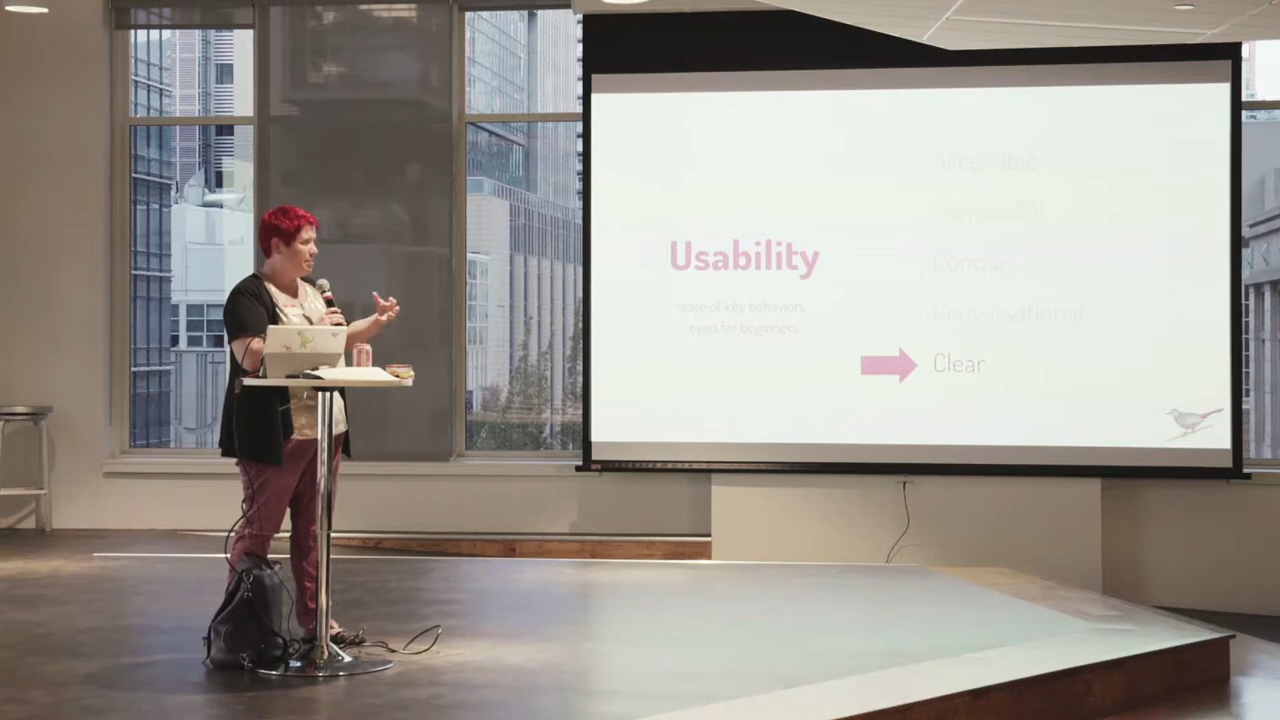 Usability
ease of key behaviors,
even for beginners
Accessible
Concise
Conversational
Clear